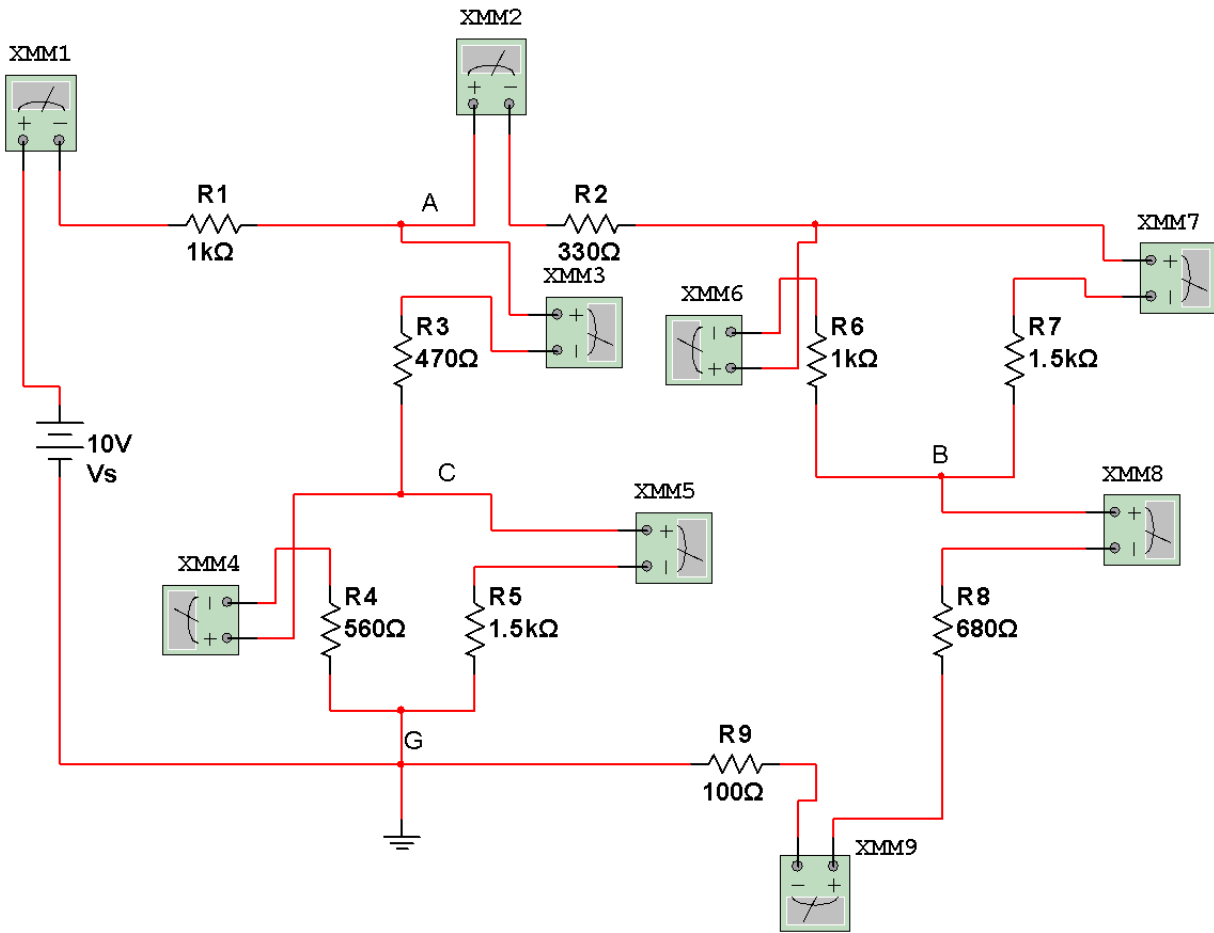 XMM2
XMM1
+ −
+ −
R1
1kΩ
A
R2
330Ω
XMM7
+
−
XMM3
+
−
XMM6
−
+
R3
470Ω
R6
1kΩ
R7
1.5kΩ
10V
Vs
C
B
XMM5
+
−
XMM8
+
−
XMM4
−
+
R4
560Ω
R5
1.5kΩ
R8
680Ω
G
R9
100Ω
XMM9
− +